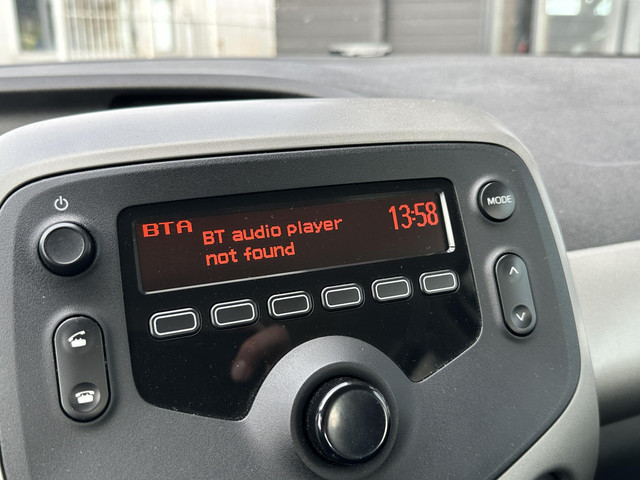 BTA
BT audio player
not found
13:58
MODE